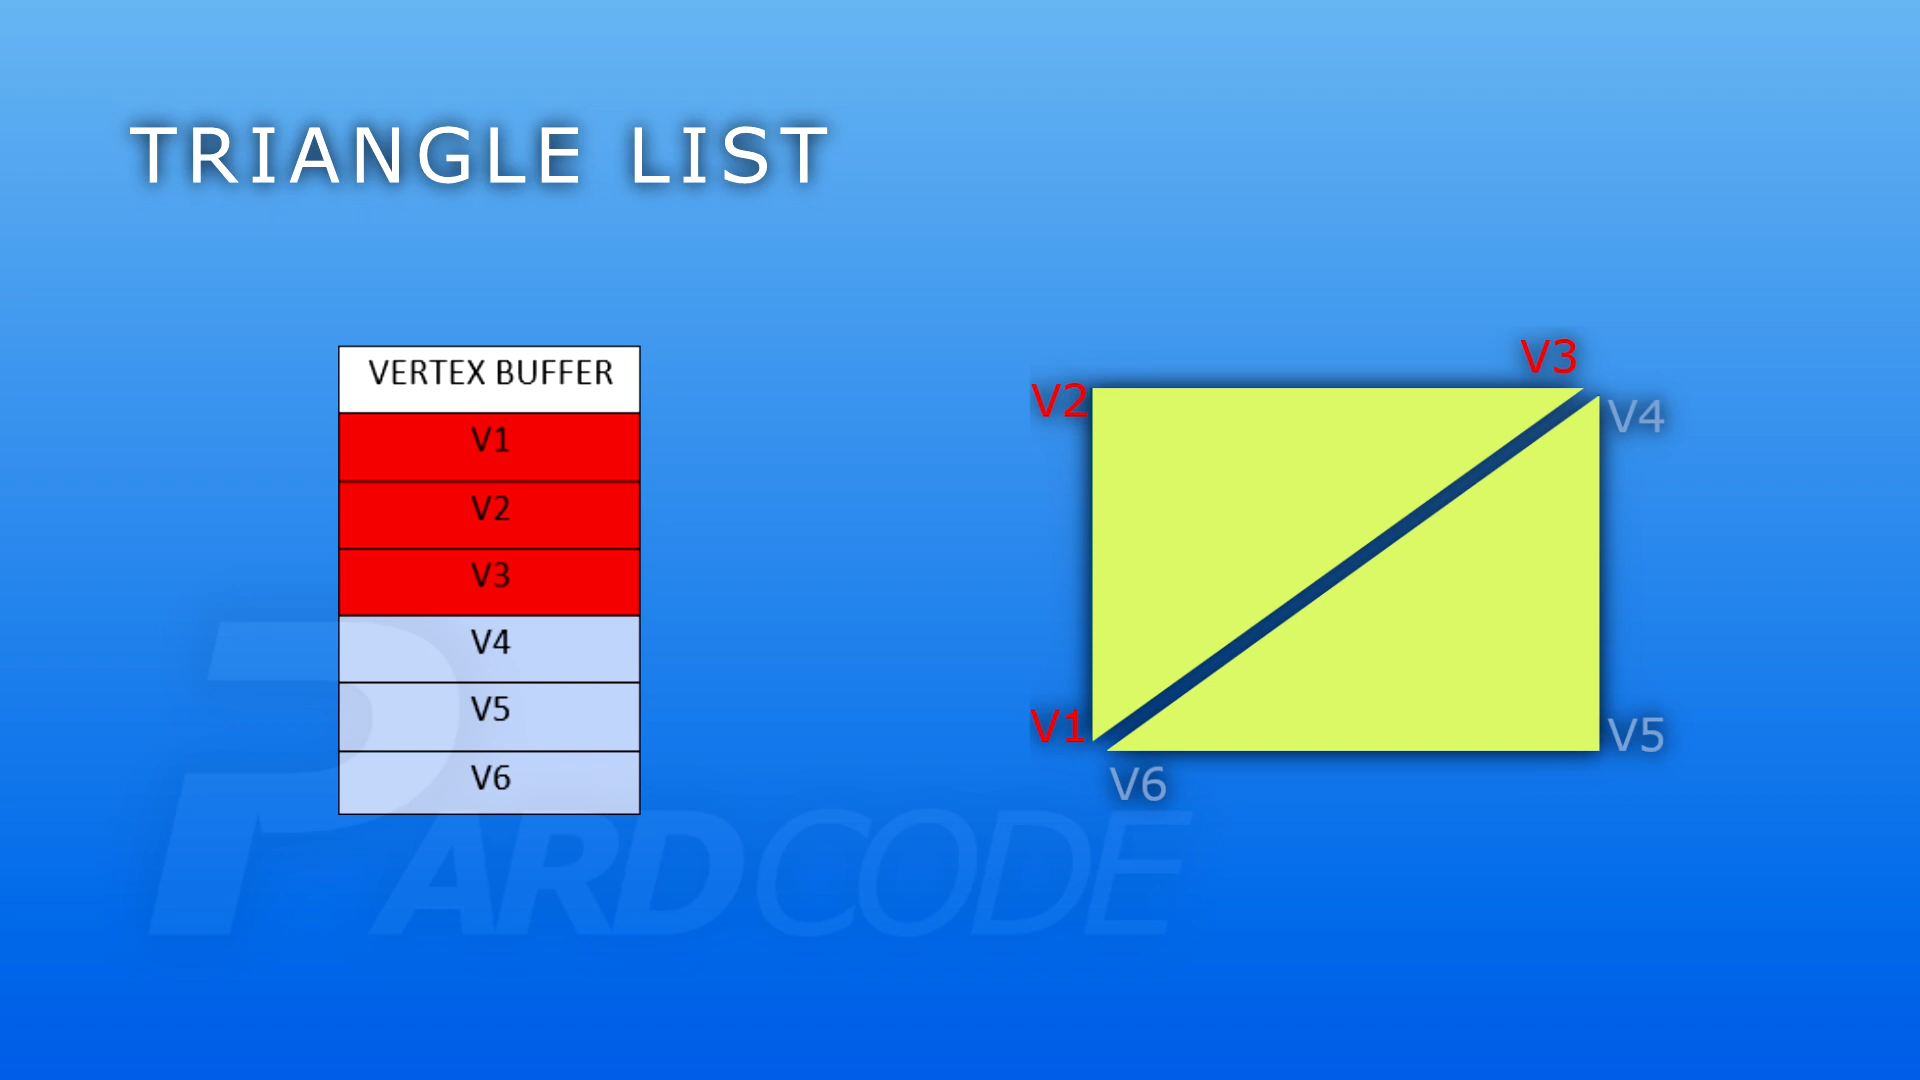 TRIANGLE LIST
VERTEX BUFFER
V1
V2
V3
V4
V5
V6
V3
V2
V4
V1
V5
V6
PARDCODE